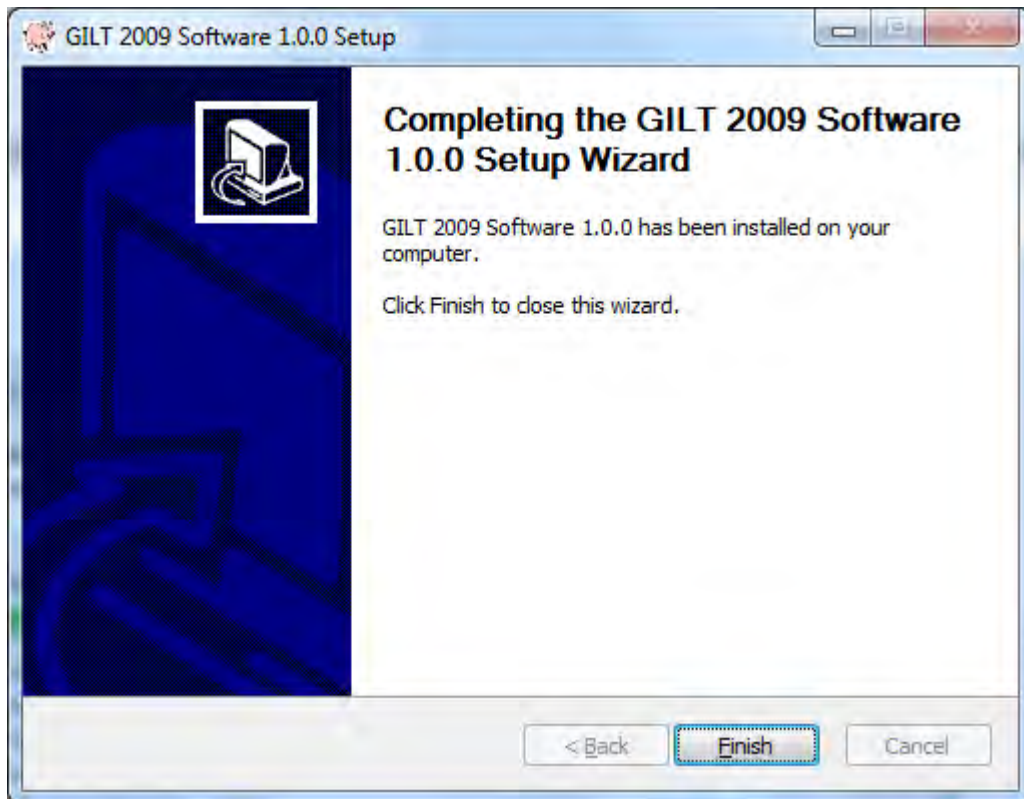 GILT 2009 Software 1.0.0 Setup
Completing the GILT 2009 Software
1.0.0 Setup Wizard
GILT 2009 Software 1.0.0 has been installed on your
computer.
Click Finish to close this wizard.
< Back Finish Cancel